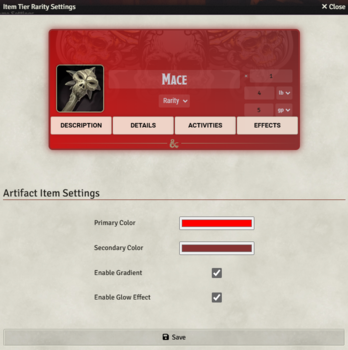 Item Tier Rarity Settings
✕ Close
Mace
Rarity
1
4
lb
5
gp
DESCRIPTION
DETAILS
ACTIVITIES
EFFECTS
&
Artifact Item Settings
Primary Color
Secondary Color
Enable Gradient
Enable Glow Effect
Save